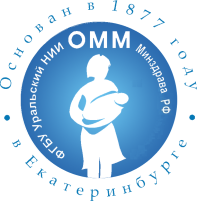 Основан в 1877 году
ФГБУ Уральский НИИ ОММ Минздрава РФ
• в Екатеринбурге •